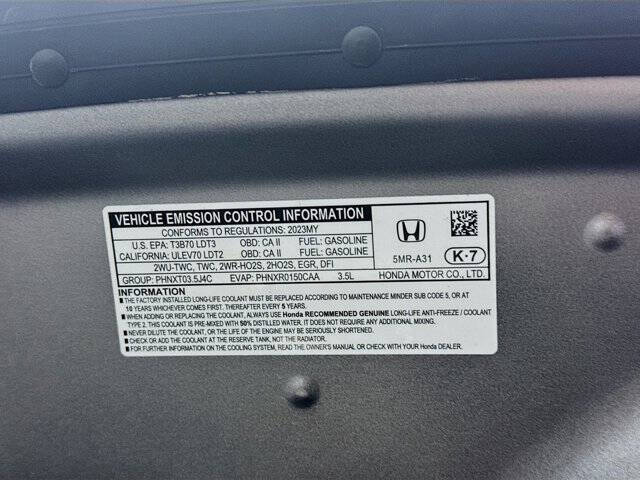 VEHICLE EMISSION CONTROL INFORMATION
CONFORMS TO REGULATIONS: 2023MY
U.S. EPA: T3B70 LDT3 OBD: CA II FUEL: GASOLINE
CALIFORNIA: ULEV70 LDT2 OBD: CA II FUEL: GASOLINE
2WU-TWC, TWC, 2WR-HO2S, 2HO2S, EGR, DFI
GROUP: PHNXT03.5J4C EVAP: PHNXR0150CAA 3.5L
5MR-A31 K·7
HONDA MOTOR CO., LTD.
INFORMATION
■ THE FACTORY INSTALLED LONG-LIFE COOLANT CAN BE REPLACED ACCORDING TO MAINTENANCE MINDER SUB CODE 5, OR AT
10 YEARS WHICHEVER COMES FIRST. THEREAFTER EVERY 5 YEARS.
■ WHEN ADDING OR REPLACING COOLANT, ALWAYS USE Honda RECOMMENDED GENUINE LONG-LIFE ANTI-FREEZE / COOLANT
TYPE 2. THIS COOLANT IS PRE-MIXED WITH 50% DISTILLED WATER, IT DOES NOT REQUIRE ANY ADDITIONAL MIXING.
■ NEVER DILUTE THE COOLANT, OR THE LIFE OF THE ENGINE MAY BE SERIOUSLY SHORTENED.
■ CHECK OR ADD THE COOLANT AT THE RESERVE TANK, NOT THE RADIATOR.
■ FOR FURTHER INFORMATION ON THE COOLING SYSTEM, READ THE OWNER'S MANUAL OR CHECK WITH YOUR Honda DEALER.